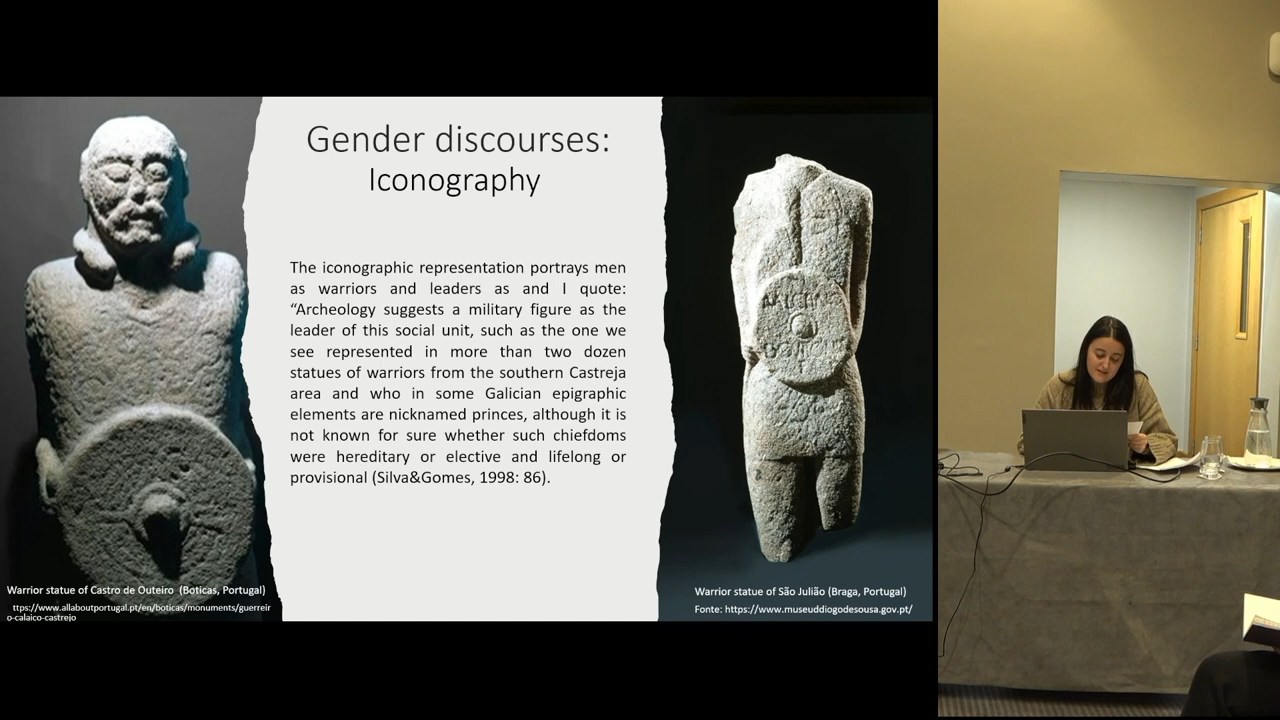 Gender discourses:
Iconography
The iconographic representation portrays men
as warriors and leaders as and I quote:
“Archeology suggests a military figure as the
leader of this social unit, such as the one we
see represented in more than two dozen
statues of warriors from the southern Castreja
area and who in some Galician epigraphic
elements are nicknamed princes, although it is
not known for sure whether such chiefdoms
were hereditary or elective and lifelong or
provisional (Silva&Gomes, 1998: 86).
Warrior statue of Castro de Outeiro (Boticas, Portugal)
ttps://www.allaboutportugal.pt/en/boticas/monuments/guerreir
o-calaico-castrejo
Warrior statue of São Julião (Braga, Portugal)
Fonte: https://www.museuddiogodesousa.gov.pt/